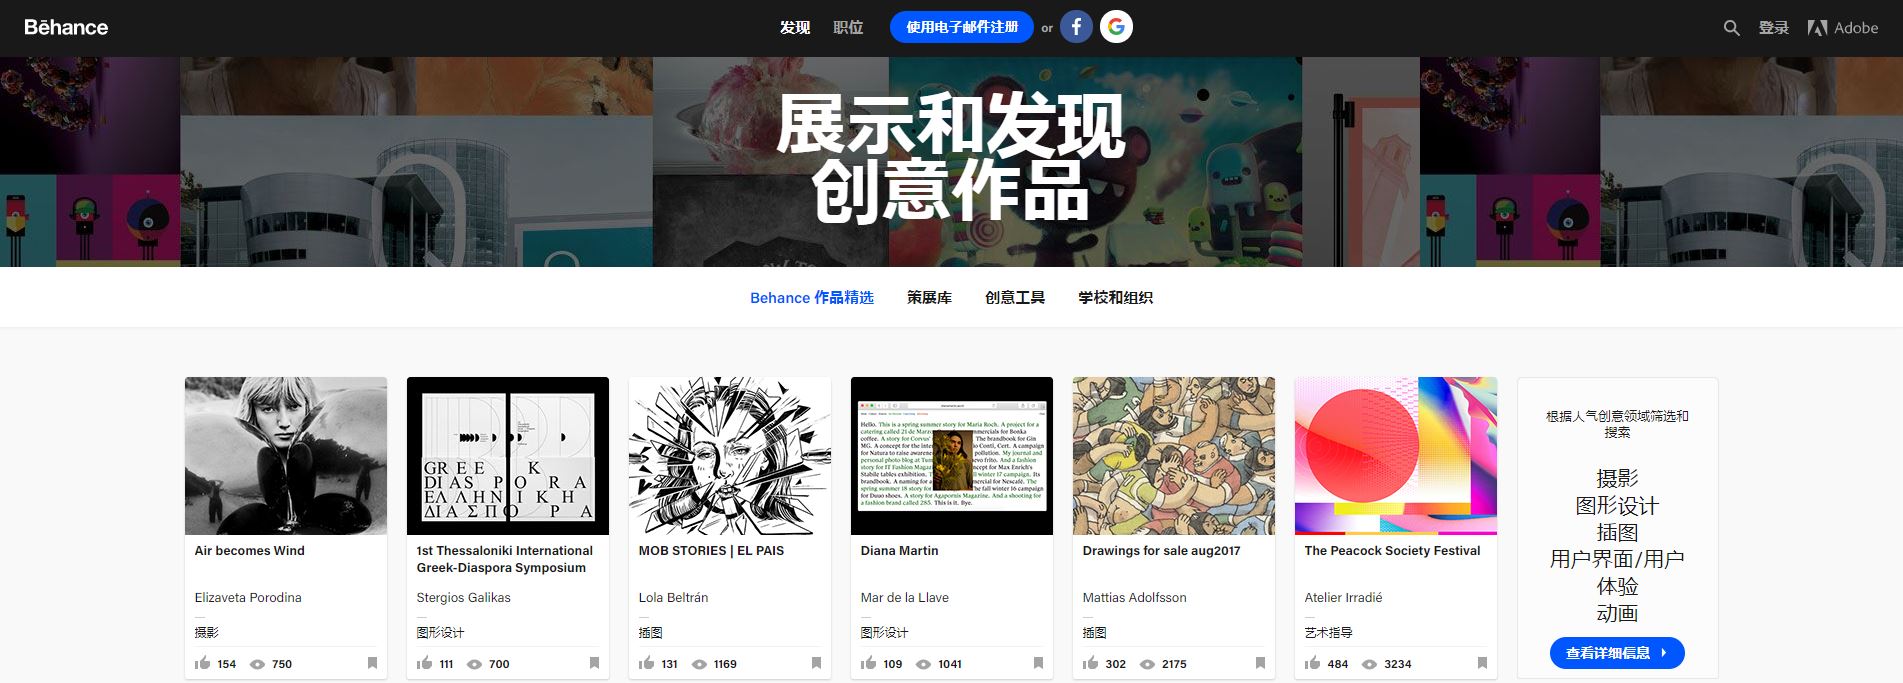 Bēhance
发现 职位 使用电子邮件注册 or f G
登录 Adobe
展示和发现
创意作品
Behance 作品精选 策展库 创意工具 学校和组织
Air becomes Wind
Elizaveta Porodina
摄影
154 750
GREE K
DIAS PORA
ΕΛΛΗΝΙΚΗ
ΔΙΑΣΠΟ ΡΑ
1st Thessaloniki International
Greek-Diaspora Symposium
Stergios Galikas
图形设计
111 700
MOB STORIES | EL PAIS
Lola Beltrán
插图
131 1169
Diana Martin
Mar de la Llave
图形设计
109 1041
Drawings for sale aug2017
Mattias Adolfsson
插图
302 2175
The Peacock Society Festival
Atelier Irradié
艺术指导
484 3234
根据人气创意领域筛选和
搜索
摄影
图形设计
插图
用户界面/用户
体验
动画
查看详细信息